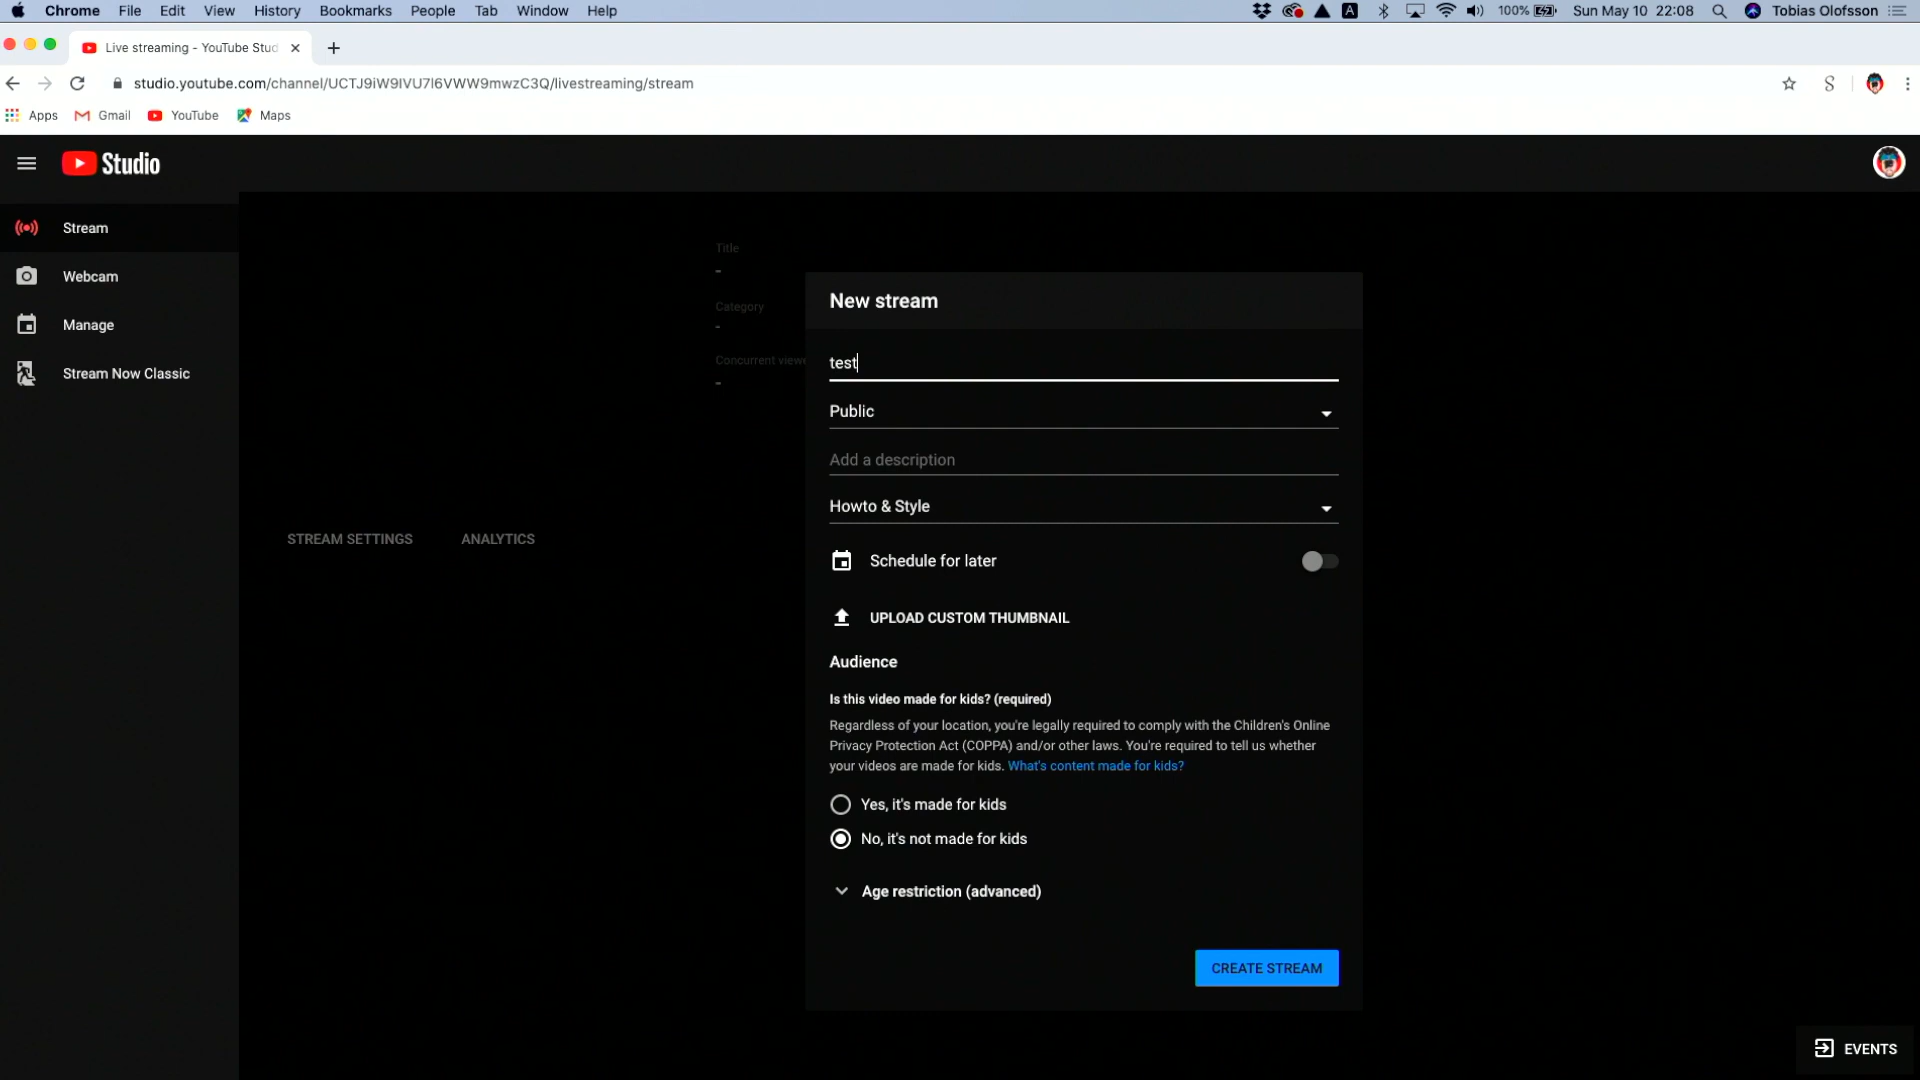 Chrome File Edit View History Bookmarks People Tab Window Help
A 100% Sun May 10 22:08 Tobias Olofsson
Live streaming - YouTube Stud
studio.youtube.com/channel/UCTJ9iW9IVU7l6VWW9mwzC3Q/livestreaming/stream
Apps Gmail YouTube Maps
Studio
Stream
Webcam
Manage
Stream Now Classic
Title
-
Category
-
Concurrent viewe
-
STREAM SETTINGS ANALYTICS
New stream
test
Public
Add a description
Howto & Style
Schedule for later
UPLOAD CUSTOM THUMBNAIL
Audience
Is this video made for kids? (required)
Regardless of your location, you're legally required to comply with the Children's Online
Privacy Protection Act (COPPA) and/or other laws. You're required to tell us whether
your videos are made for kids. What's content made for kids?
Yes, it's made for kids
No, it's not made for kids
Age restriction (advanced)
CREATE STREAM
EVENTS